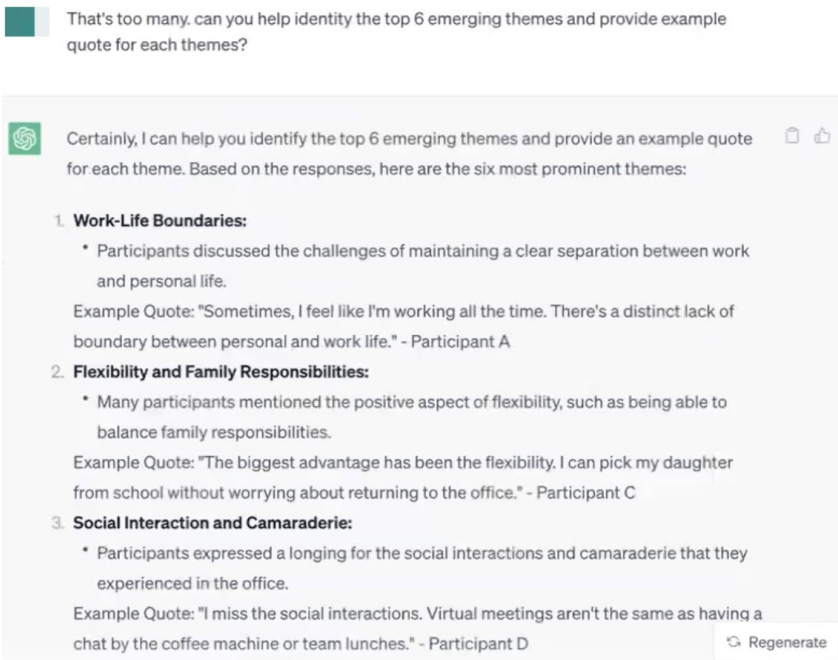 That's too many. can you help identity the top 6 emerging themes and provide example
quote for each themes?
Certainly, I can help you identify the top 6 emerging themes and provide an example quote
for each theme. Based on the responses, here are the six most prominent themes:
1. Work-Life Boundaries:
• Participants discussed the challenges of maintaining a clear separation between work
and personal life.
Example Quote: "Sometimes, I feel like I'm working all the time. There's a distinct lack of
boundary between personal and work life." - Participant A
2. Flexibility and Family Responsibilities:
• Many participants mentioned the positive aspect of flexibility, such as being able to
balance family responsibilities.
Example Quote: "The biggest advantage has been the flexibility. I can pick my daughter
from school without worrying about returning to the office." - Participant C
3. Social Interaction and Camaraderie:
• Participants expressed a longing for the social interactions and camaraderie that they
experienced in the office.
Example Quote: "I miss the social interactions. Virtual meetings aren't the same as having a
chat by the coffee machine or team lunches." - Participant D
Regenerate